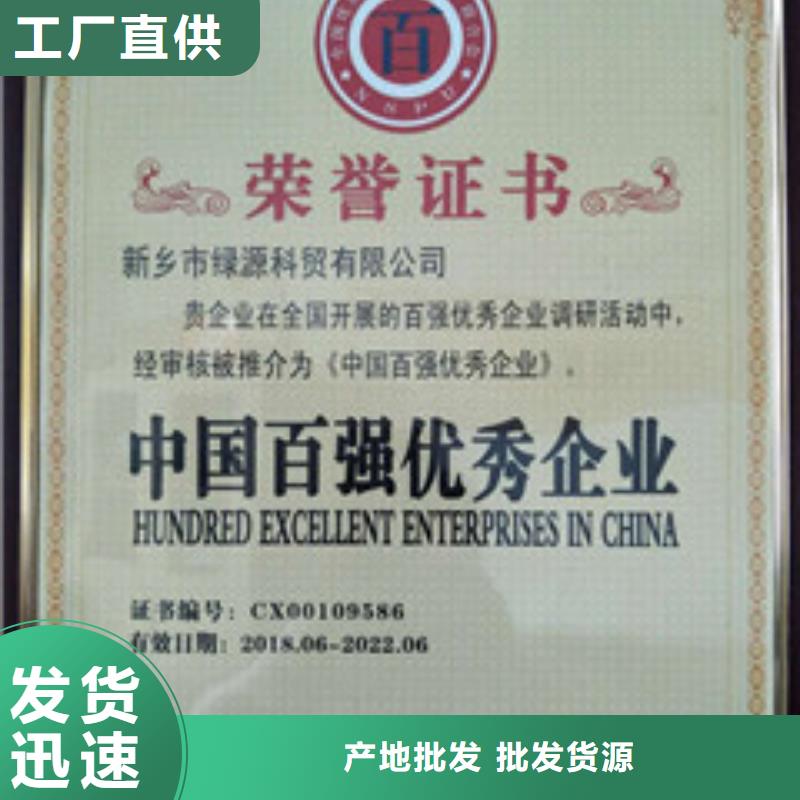 工厂直供
百
NSPU
荣誉证书
新乡市绿源科贸有限公司
贵企业在全国开展的百强优秀企业调研活动中，
经审核被推介为《中国百强优秀企业》。
中国百强优秀企业
HUNDRED EXCELLENT ENTERPRISES IN CHINA
证书编号：CX00109586
有效日期：2018.06-2022.06
发货
迅速
产地批发 批发货源